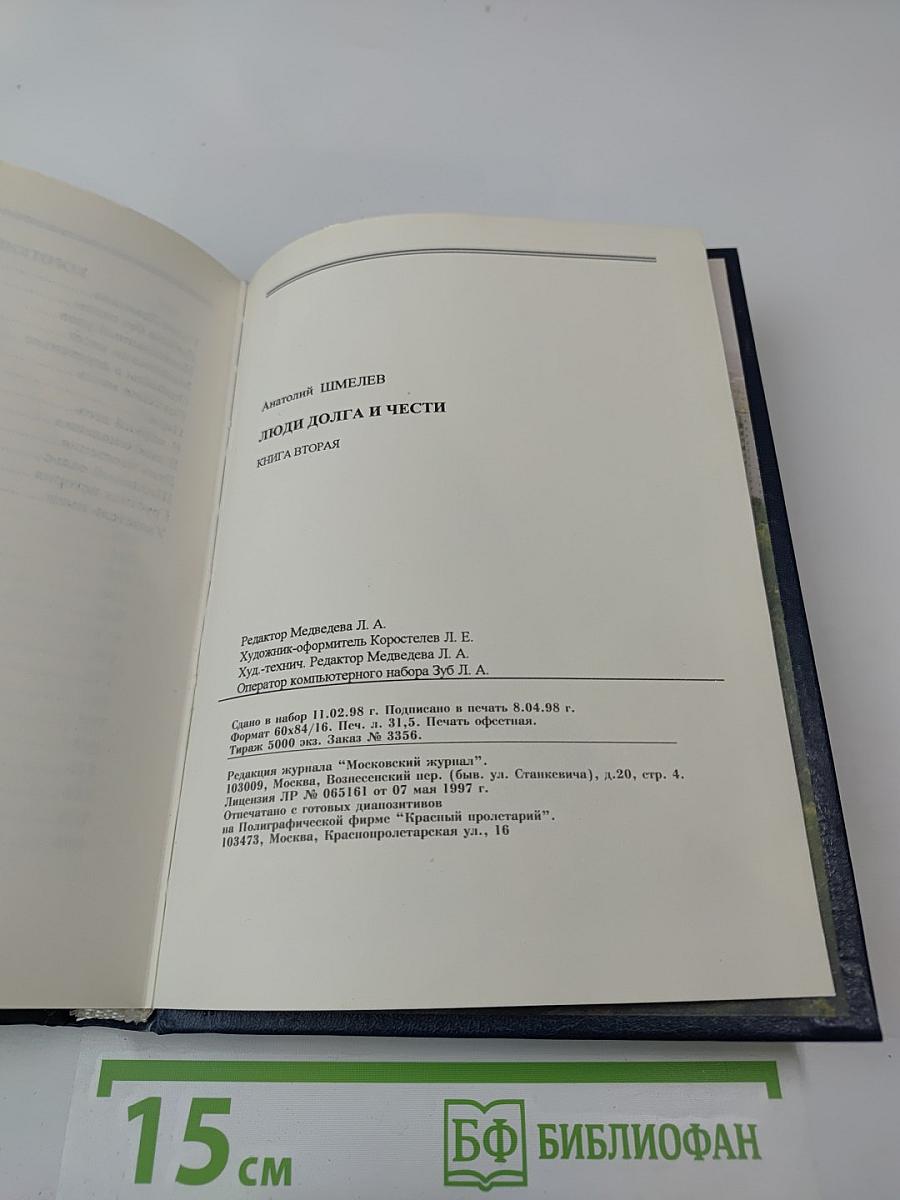 Анатолий ШМЕЛЕВ
ЛЮДИ ДОЛГА И ЧЕСТИ
КНИГА ВТОРАЯ
Редактор Медведева Л. А.
Художник-оформитель Коростелев Л. Е.
Худ.-технич. Редактор Медведева Л. А.
Оператор компьютерного набора Зуб Л. А.
Сдано в набор 11.02.98 г. Подписано в печать 8.04.98 г.
Формат 60x84/16. Печ. л. 31,5. Печать офсетная.
Тираж 5000 экз. Заказ № 3356.
Редакция журнала “Московский журнал”.
103009, Москва, Вознесенский пер. (быв. ул. Станкевича), д.20, стр. 4.
Лицензия ЛР № 065161 от 07 мая 1997 г.
Отпечатано с готовых диапозитивов
на Полиграфической фирме “Красный пролетарий”.
103473, Москва, Краснопролетарская ул., 16
15 см
БФ БИБЛИОФАН